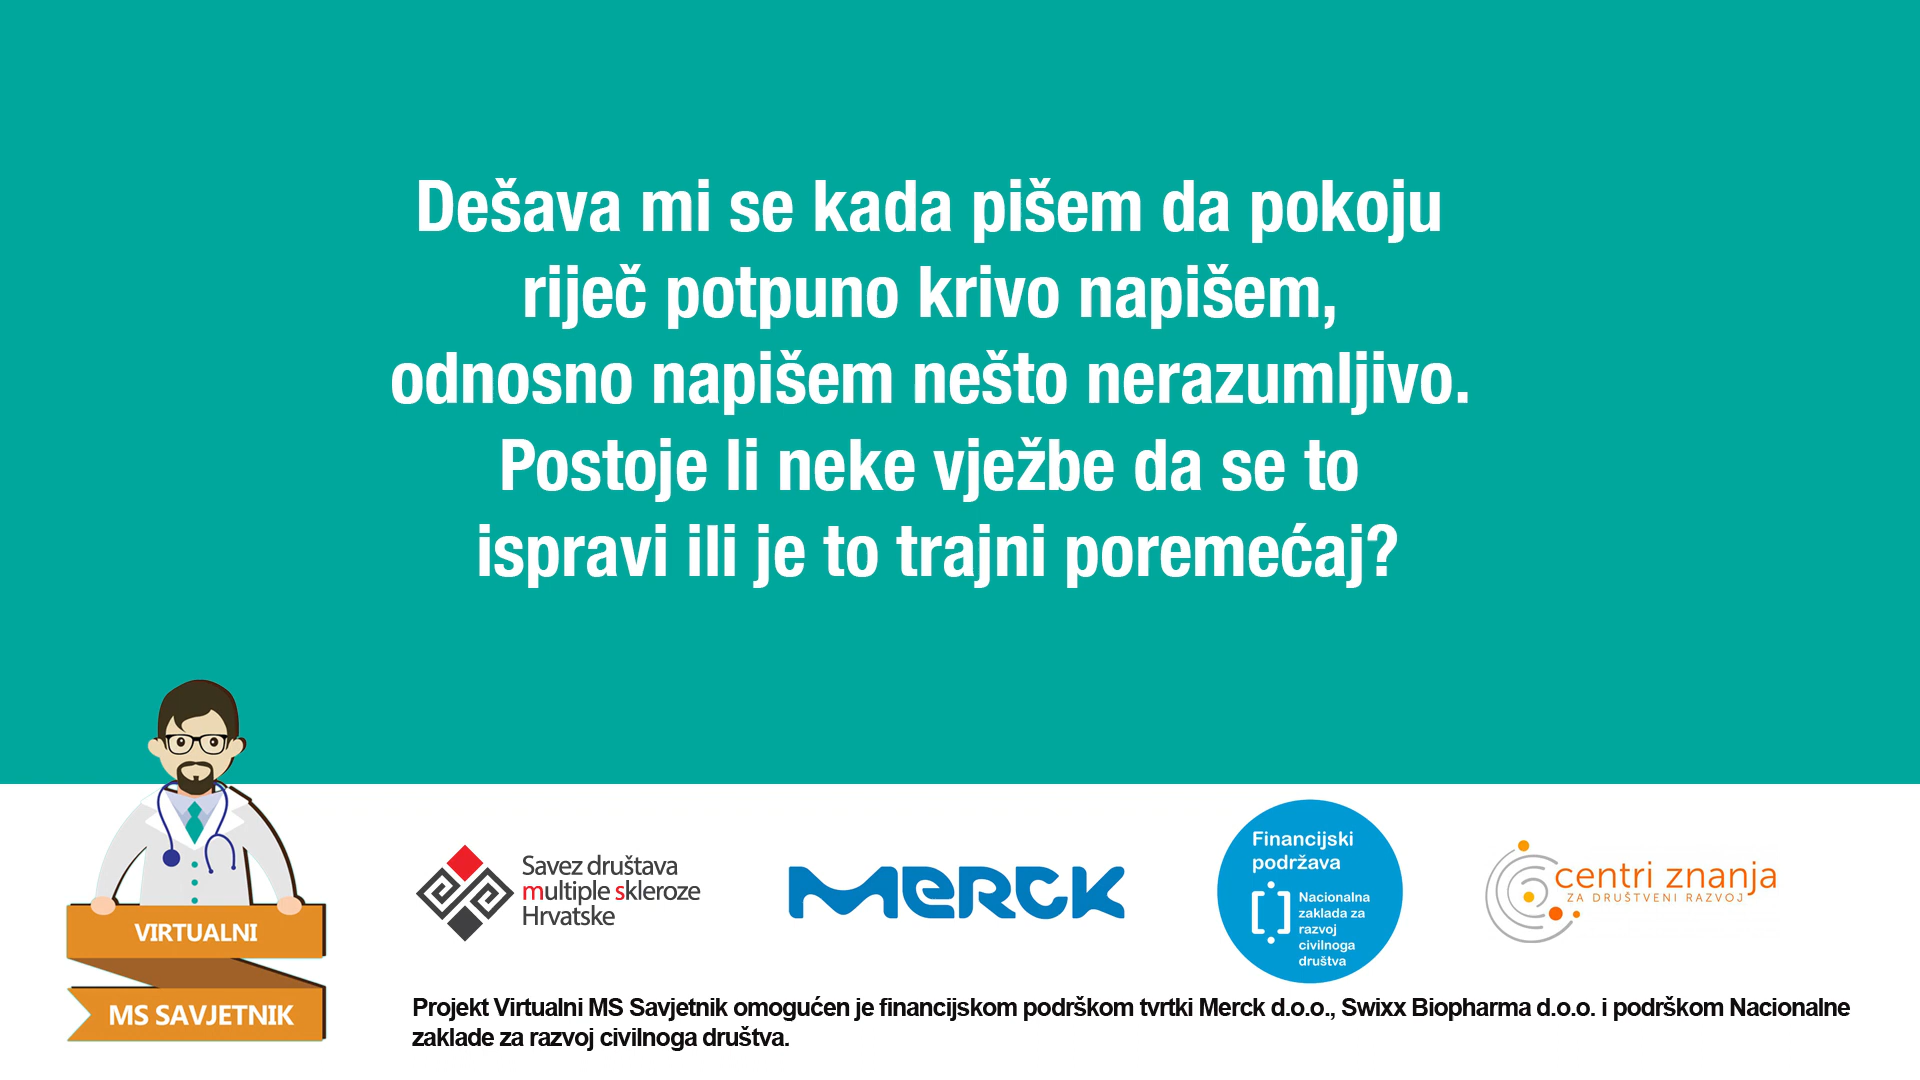 Dešava mi se kada pišem da pokoju
riječ potpuno krivo napišem,
odnosno napišem nešto nerazumljivo.
Postoje li neke vježbe da se to
ispravi ili je to trajni poremećaj?
VIRTUALNI
MS SAVJETNIK
Savez društava
multiple skleroze
Hrvatske
MERCK
Financijski
podržava
Nacionalna
zaklada za
razvoj
civilnoga
društva
centri znanja
ZA DRUŠTVENI RAZVOJ
Projekt Virtualni MS Savjetnik omogućen je financijskom podrškom tvrtki Merck d.o.o., Swixx Biopharma d.o.o. i podrškom Nacionalne
zaklade za razvoj civilnoga društva.